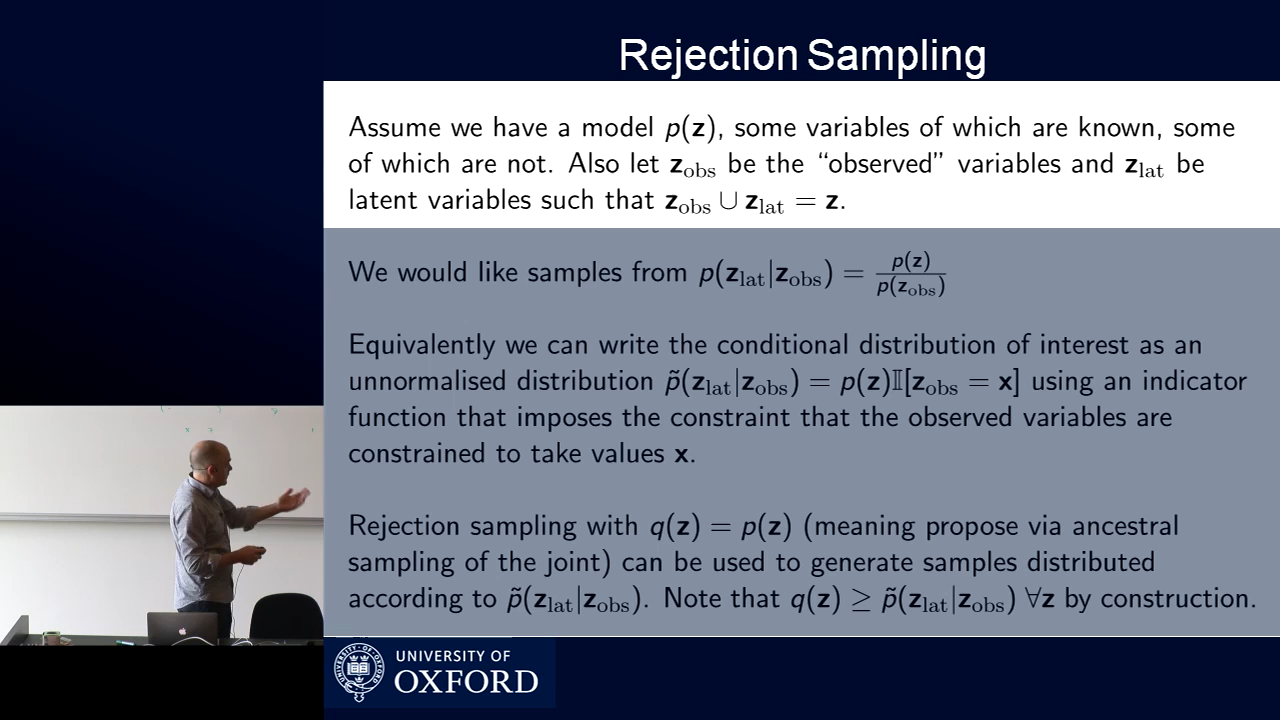 Rejection Sampling
Assume we have a model p(z), some variables of which are known, some
of which are not. Also let z_obs be the “observed” variables and z_lat be
latent variables such that z_obs ∪ z_lat = z.
We would like samples from p(z_lat|z_obs) = p(z)/p(z_obs)
Equivalently we can write the conditional distribution of interest as an
unnormalised distribution p̃(z_lat|z_obs) = p(z)𝕀[z_obs = x] using an indicator
function that imposes the constraint that the observed variables are
constrained to take values x.
Rejection sampling with q(z) = p(z) (meaning propose via ancestral
sampling of the joint) can be used to generate samples distributed
according to p̃(z_lat|z_obs). Note that q(z) ≥ p̃(z_lat|z_obs) ∀z by construction.
UNIVERSITY OF
OXFORD